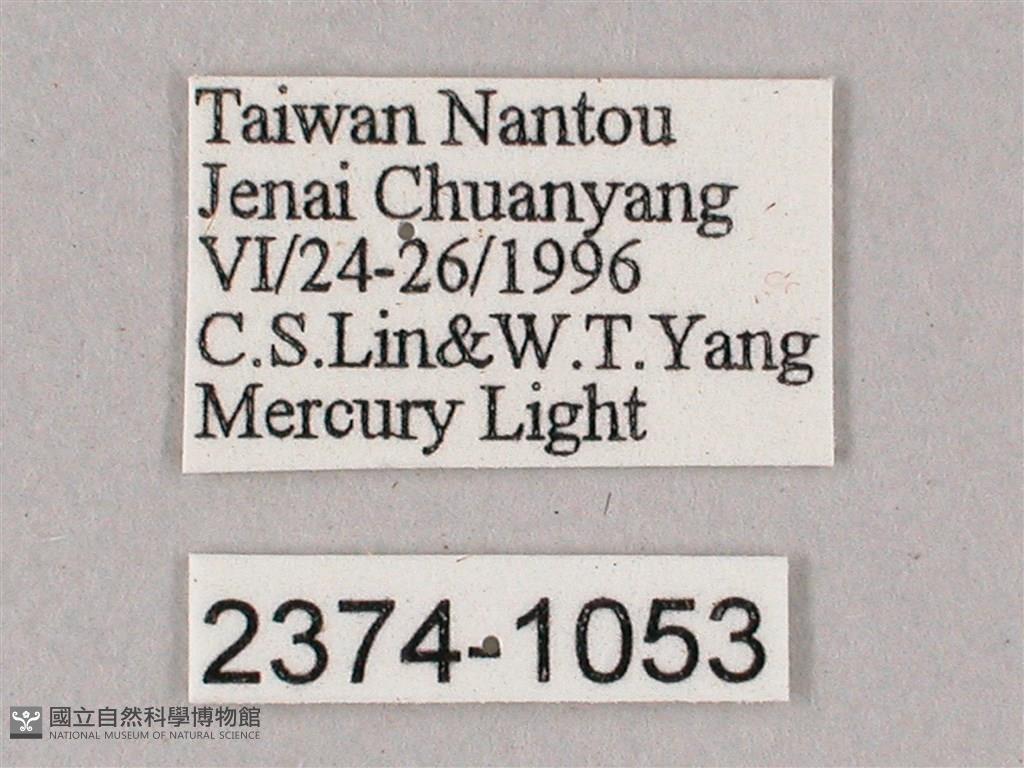 Taiwan Nantou
Jenai Chuanyang
VI/24-26/1996
C.S.Lin&W.T.Yang
Mercury Light
2374-1053
國立自然科學博物館
NATIONAL MUSEUM OF NATURAL SCIENCE